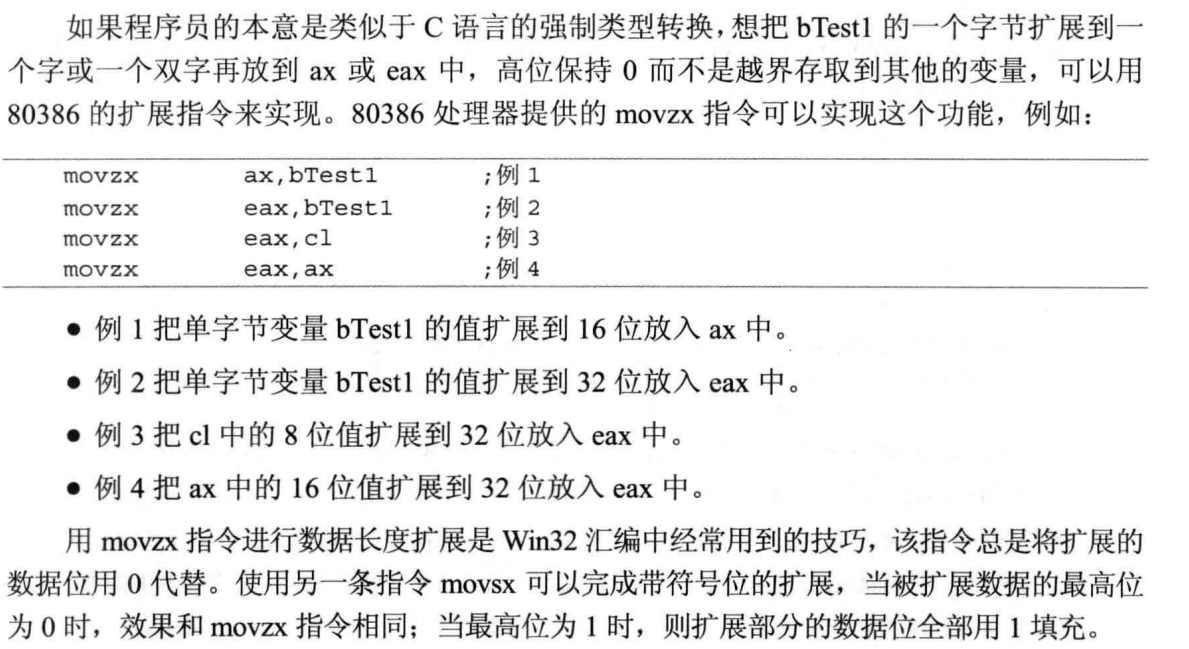 如果程序员的本意是类似于 C 语言的强制类型转换，想把 bTest1 的一个字节扩展到一
个字或一个双字再放到 ax 或 eax 中，高位保持 0 而不是越界存取到其他的变量，可以用
80386 的扩展指令来实现。80386 处理器提供的 movzx 指令可以实现这个功能，例如：
movzx ax,bTest1 ;例 1
movzx eax,bTest1 ;例 2
movzx eax,cl ;例 3
movzx eax,ax ;例 4
● 例 1 把单字节变量 bTest1 的值扩展到 16 位放入 ax 中。
● 例 2 把单字节变量 bTest1 的值扩展到 32 位放入 eax 中。
● 例 3 把 cl 中的 8 位值扩展到 32 位放入 eax 中。
● 例 4 把 ax 中的 16 位值扩展到 32 位放入 eax 中。
用 movzx 指令进行数据长度扩展是 Win32 汇编中经常用到的技巧，该指令总是将扩展的
数据位用 0 代替。使用另一条指令 movsx 可以完成带符号位的扩展，当被扩展数据的最高位
为 0 时，效果和 movzx 指令相同；当最高位为 1 时，则扩展部分的数据位全部用 1 填充。